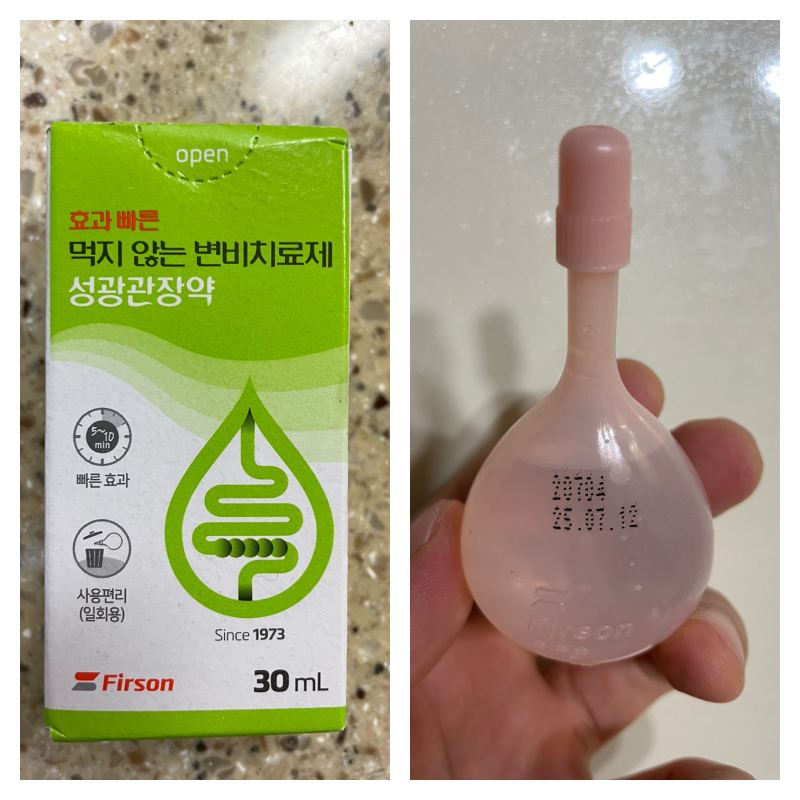 open
효과 빠른
먹지 않는 변비치료제
성광관장약
5~10
min
빠른 효과
사용편리
(일회용)
Since 1973
Firson
30 mL
20704
25.07.12
Firson